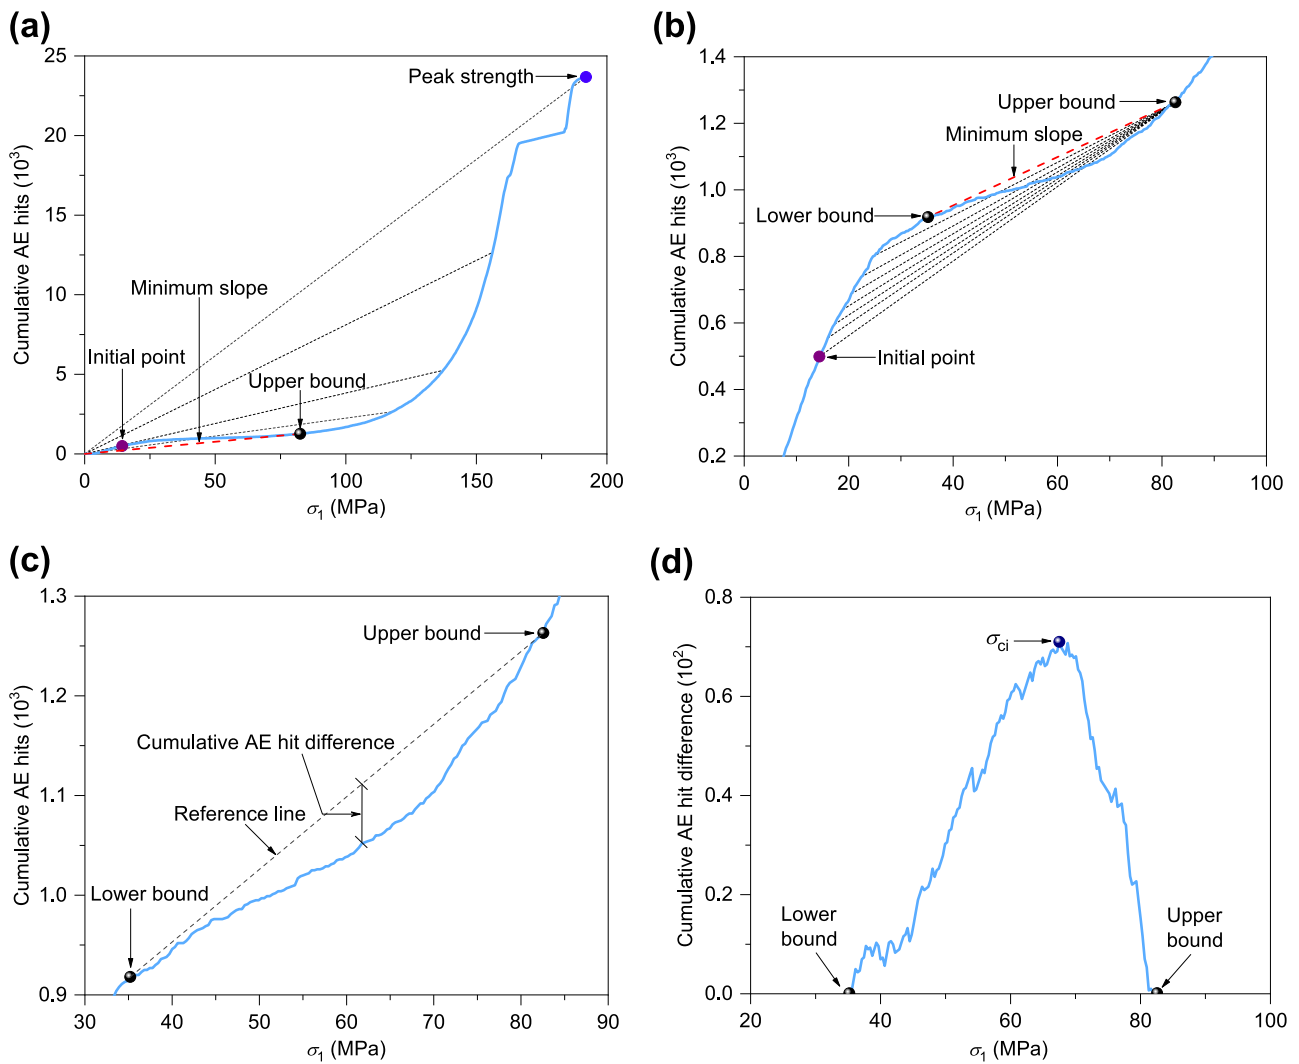 (a)
25
20
15
10
5
0
Cumulative AE hits (10³)
Peak strength
Minimum slope
Initial point
Upper bound
0 50 100 150 200
σ₁ (MPa)
(b)
1.4
1.2
1.0
0.8
0.6
0.4
0.2
Cumulative AE hits (10³)
Upper bound
Minimum slope
Lower bound
Initial point
0 20 40 60 80 100
σ₁ (MPa)
(c)
1.3
1.2
1.1
1.0
0.9
Cumulative AE hits (10³)
Upper bound
Cumulative AE hit difference
Reference line
Lower bound
30 40 50 60 70 80 90
σ₁ (MPa)
(d)
0.8
0.6
0.4
0.2
0.0
Cumulative AE hit difference (10²)
σci
Lower
bound
Upper
bound
20 40 60 80 100
σ₁ (MPa)